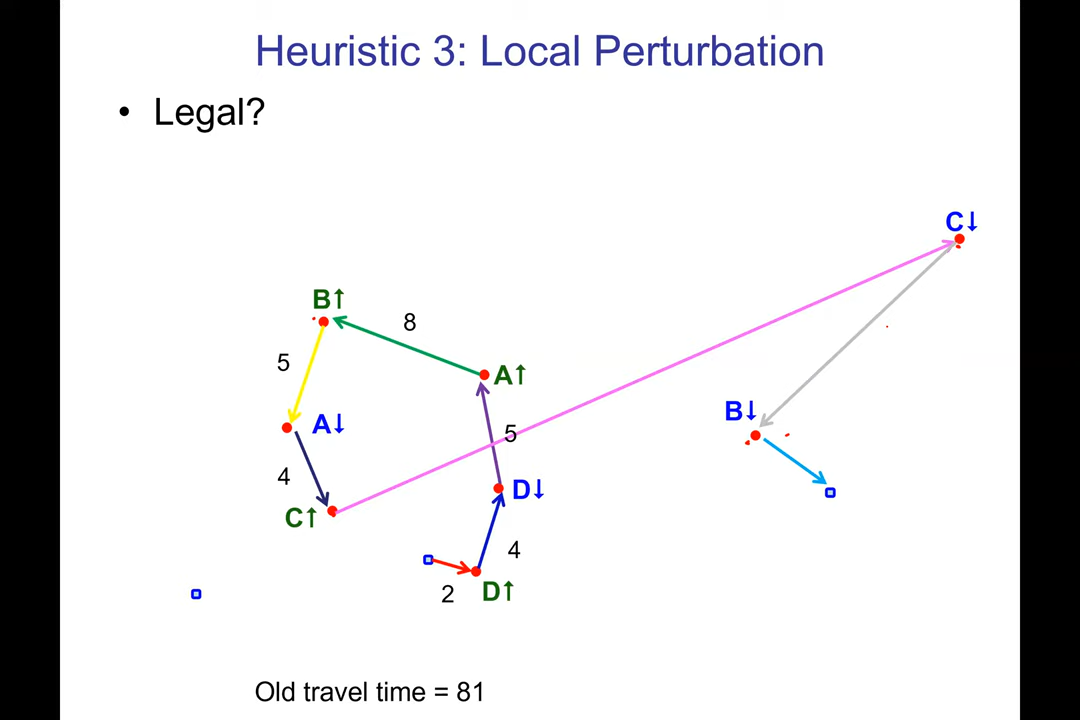 Heuristic 3: Local Perturbation
• Legal?
C↓
B↑
8
5
A↑
B↓
A↓
5
4
D↓
C↑
4
2
D↑
Old travel time = 81